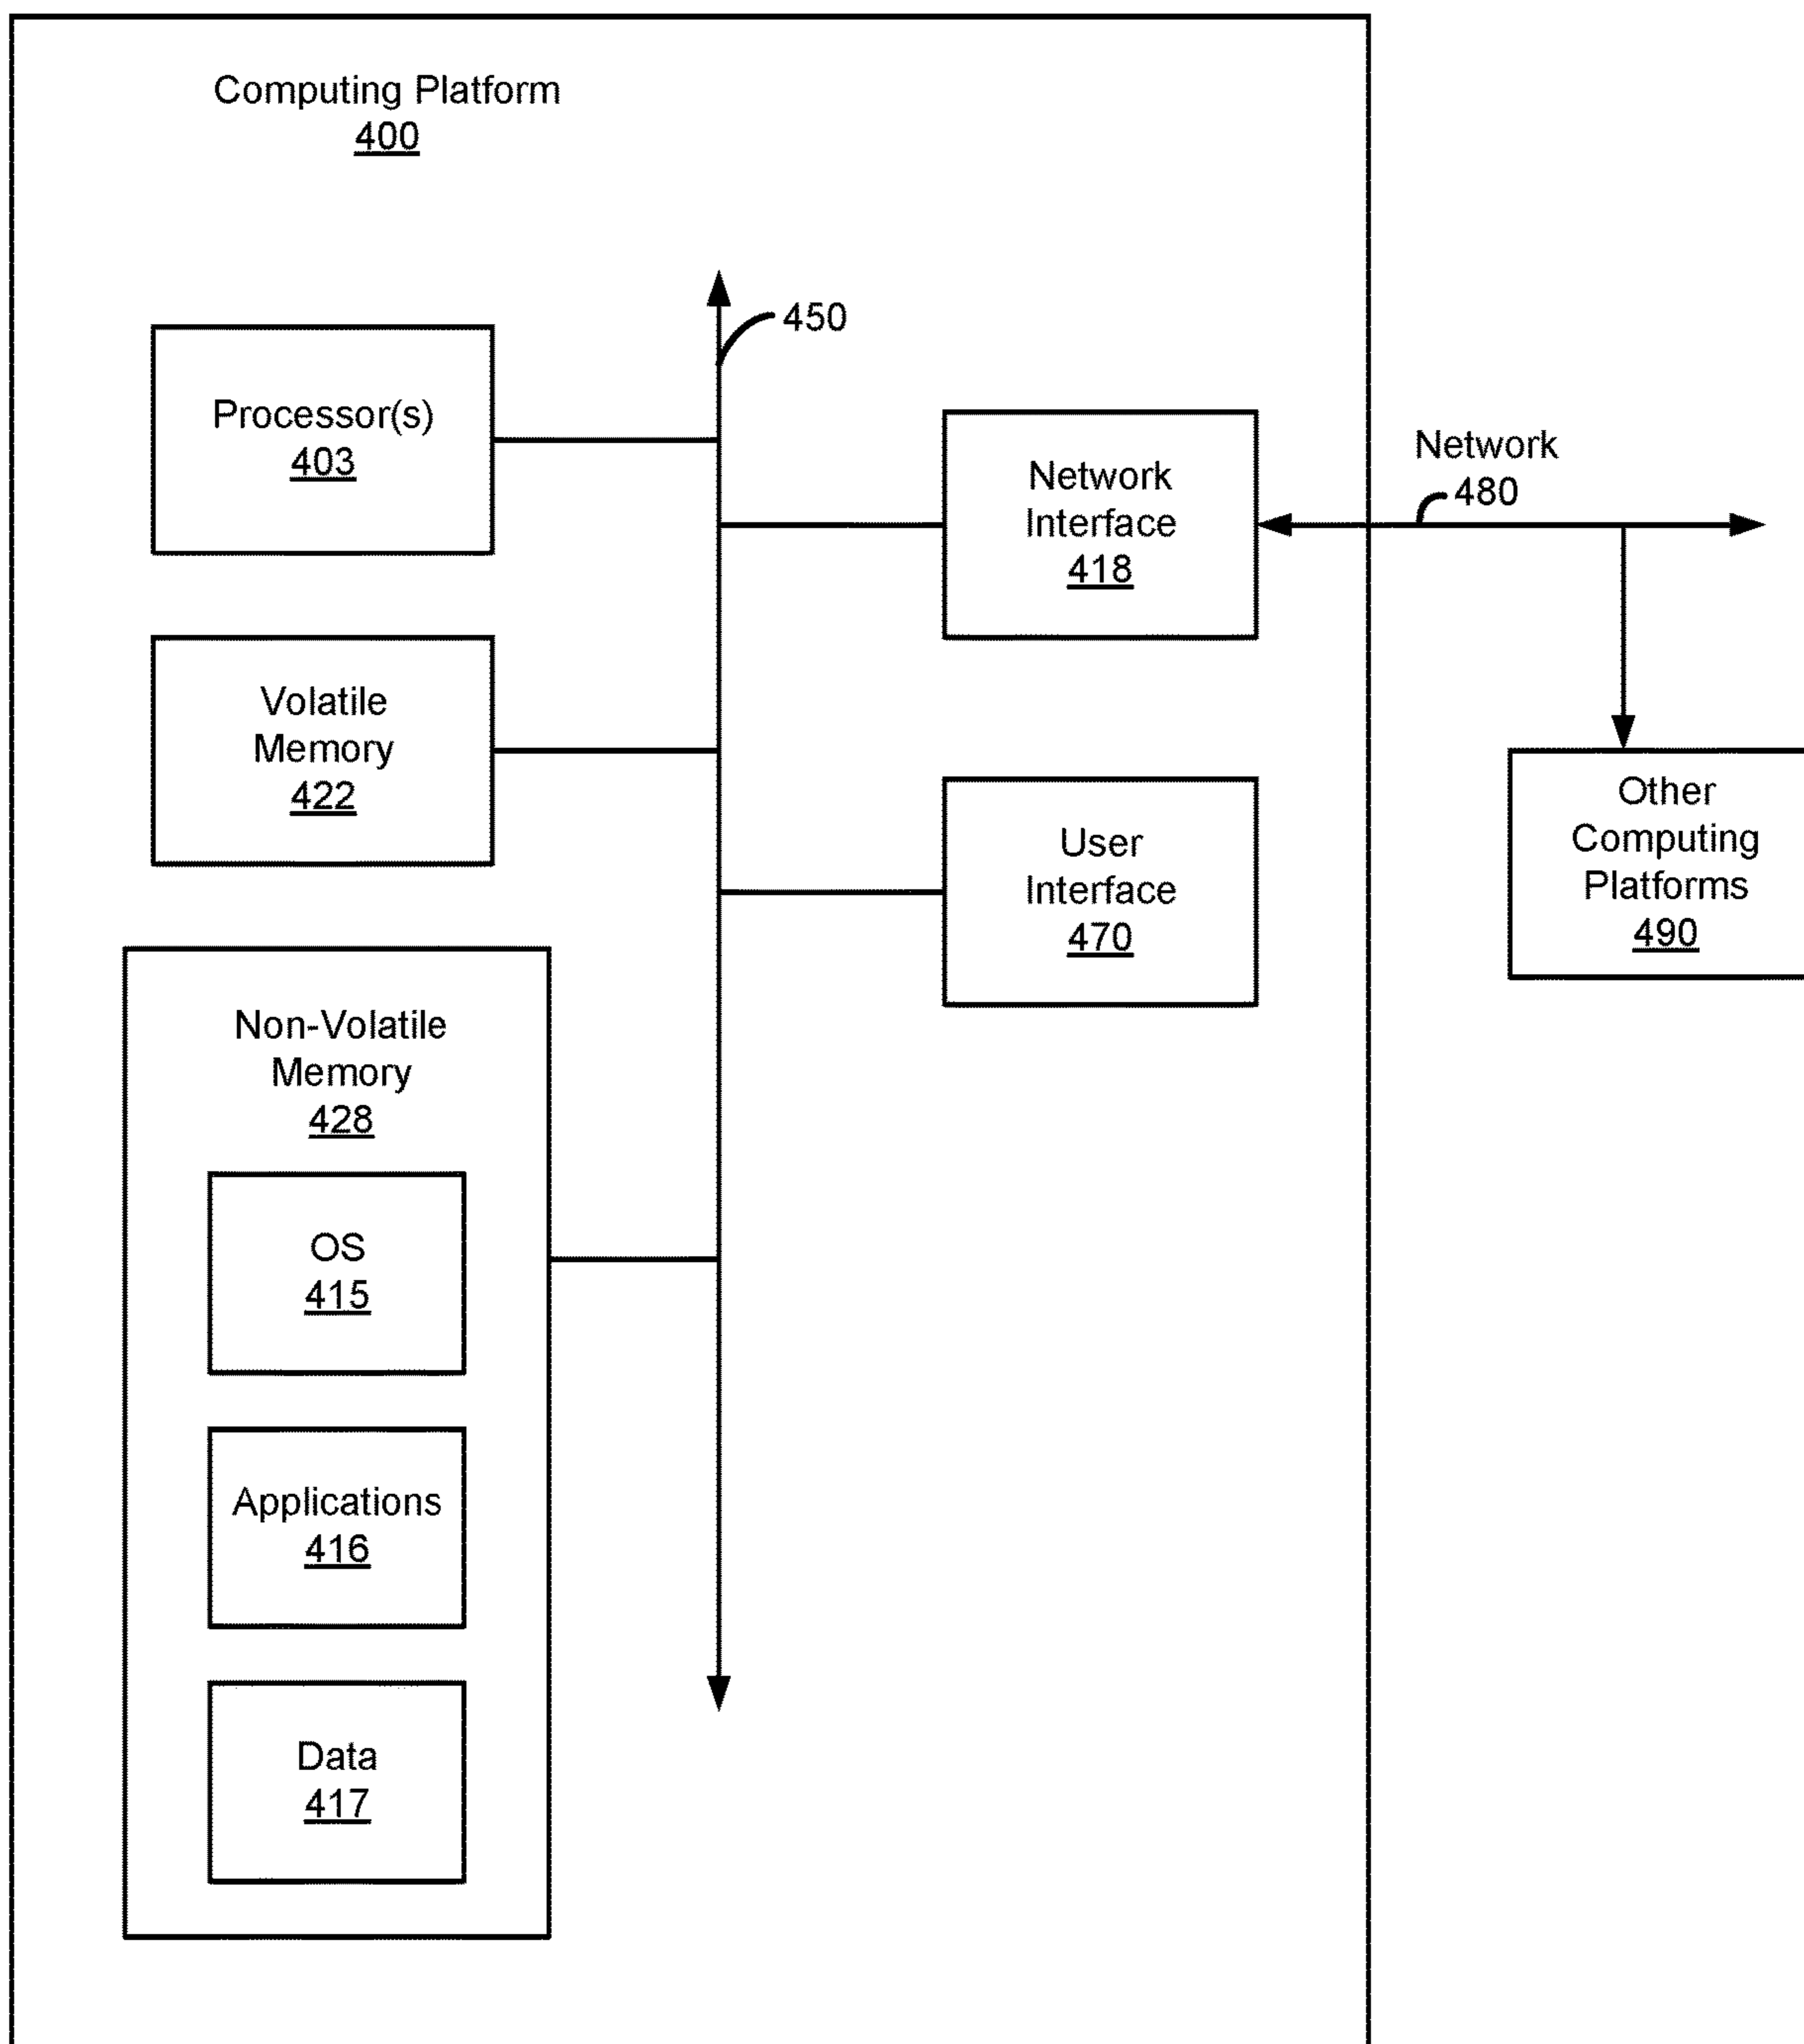 Computing Platform
400
450
Processor(s)
403
Network
Interface
418
Network
480
Volatile
Memory
422
User
Interface
470
Other
Computing
Platforms
490
Non-Volatile
Memory
428
OS
415
Applications
416
Data
417